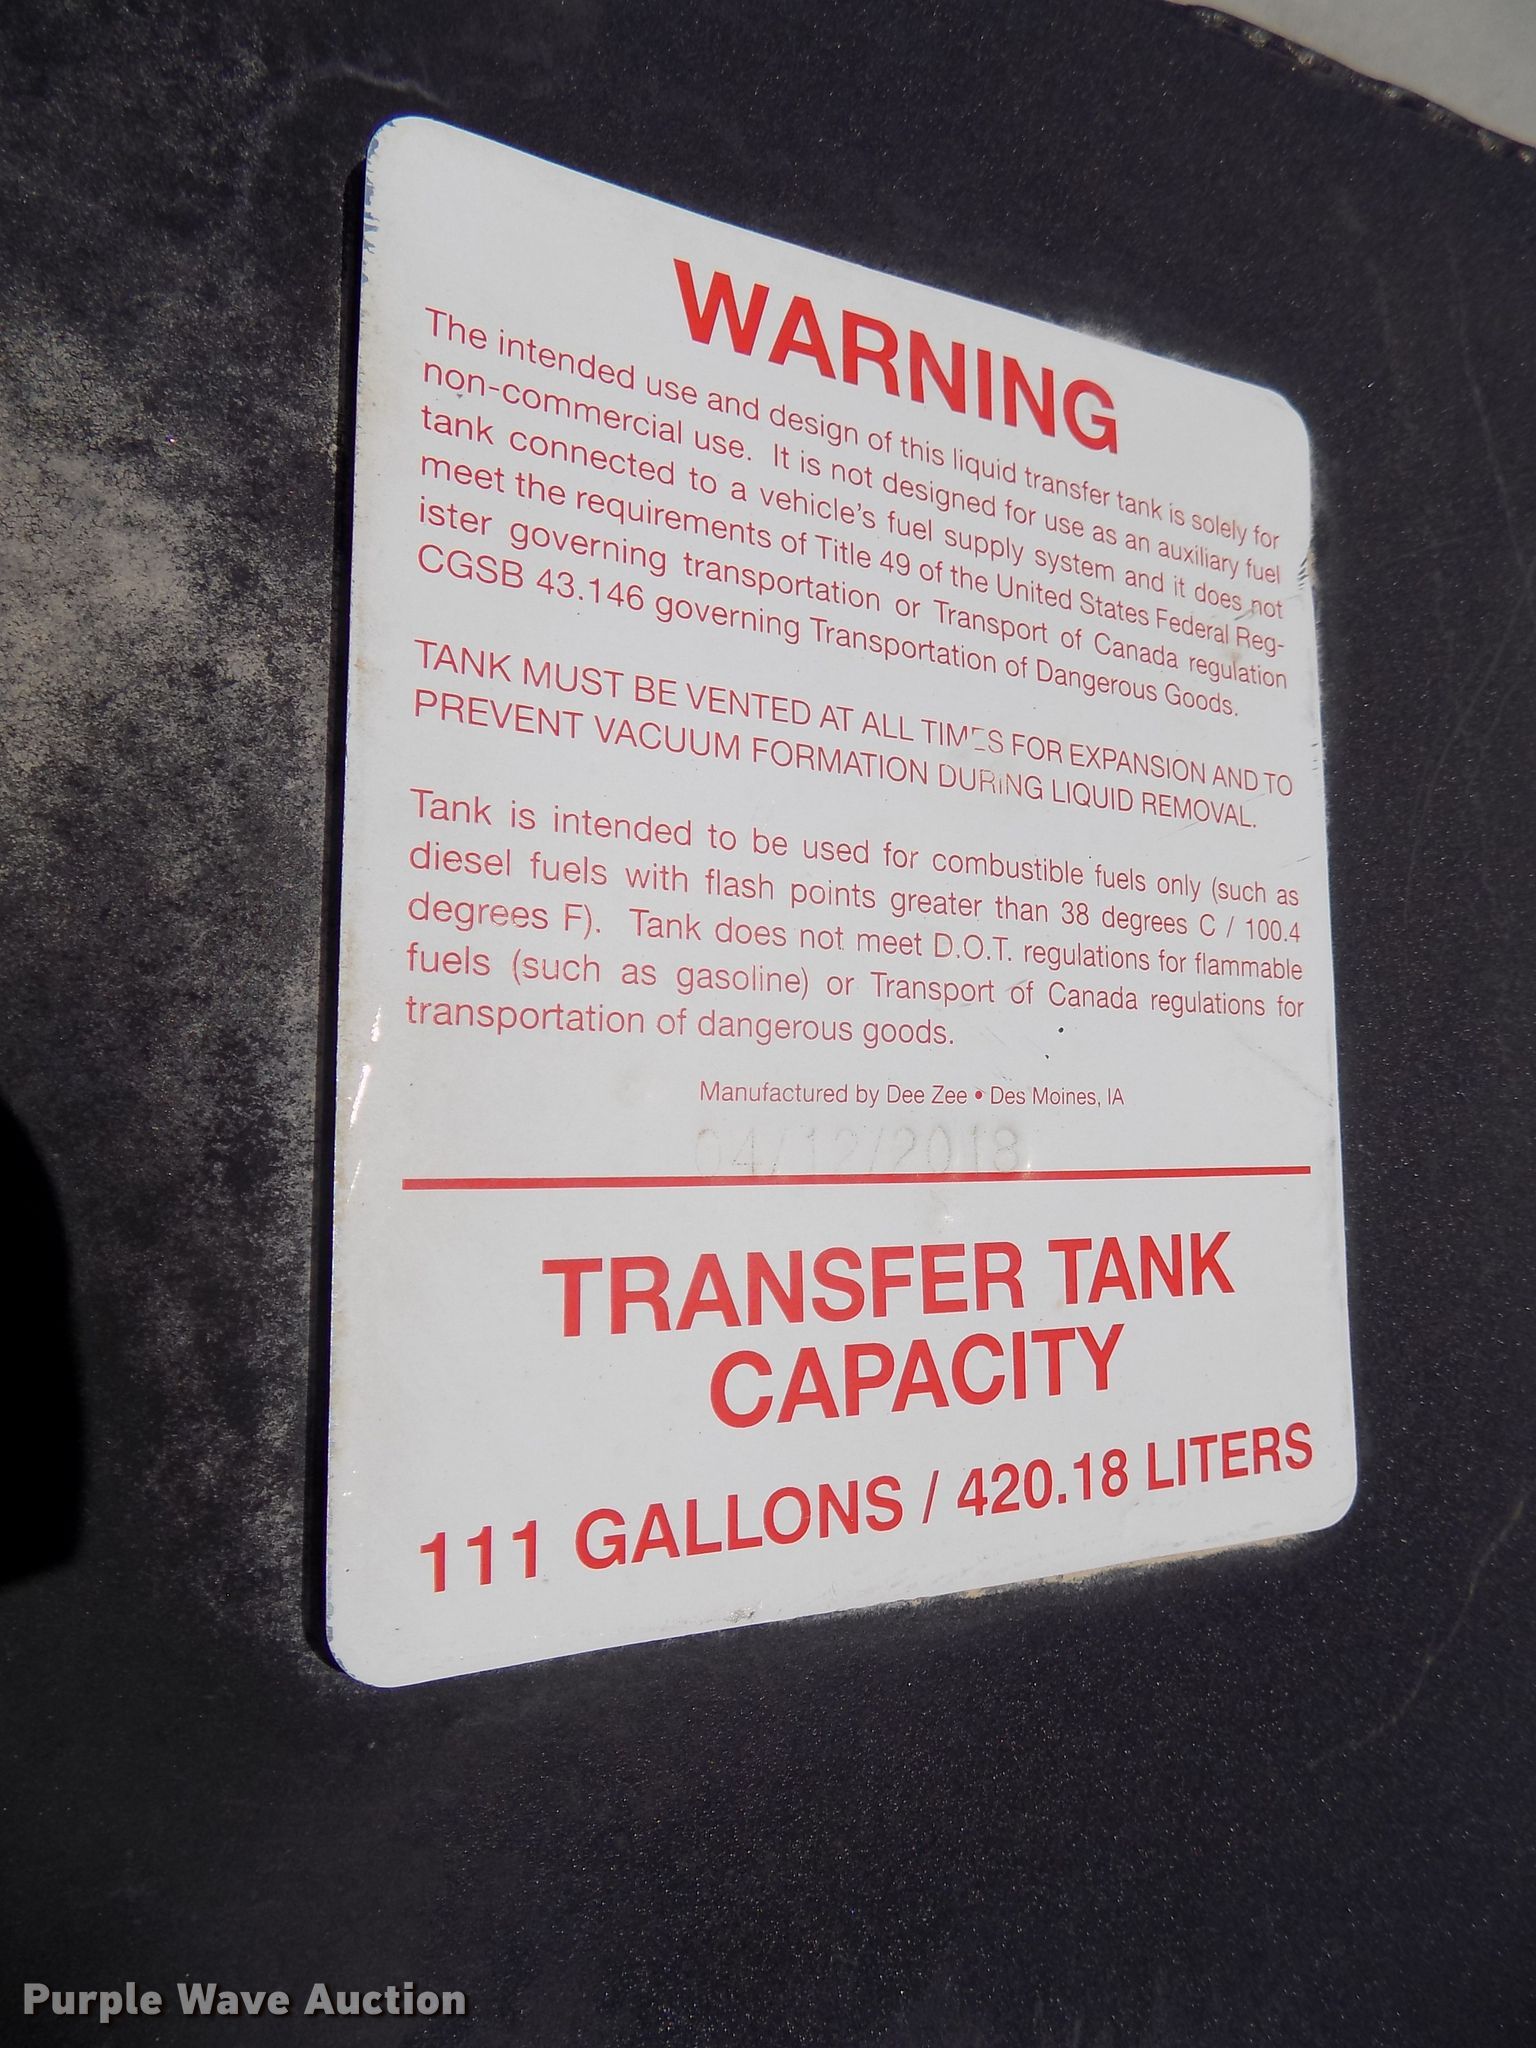 WARNING
The intended use and design of this liquid transfer tank is solely for
non-commercial use. It is not designed for use as an auxiliary fuel
tank connected to a vehicle's fuel supply system and it does not
meet the requirements of Title 49 of the United States Federal Reg-
ister governing transportation or Transport of Canada regulation
CGSB 43.146 governing Transportation of Dangerous Goods.
TANK MUST BE VENTED AT ALL TIMES FOR EXPANSION AND TO
PREVENT VACUUM FORMATION DURING LIQUID REMOVAL.
Tank is intended to be used for combustible fuels only (such as
diesel fuels with flash points greater than 38 degrees C / 100.4
degrees F). Tank does not meet D.O.T. regulations for flammable
fuels (such as gasoline) or Transport of Canada regulations for
transportation of dangerous goods.
Manufactured by Dee Zee • Des Moines, IA
04/12/2018
TRANSFER TANK
CAPACITY
111 GALLONS / 420.18 LITERS
Purple Wave Auction